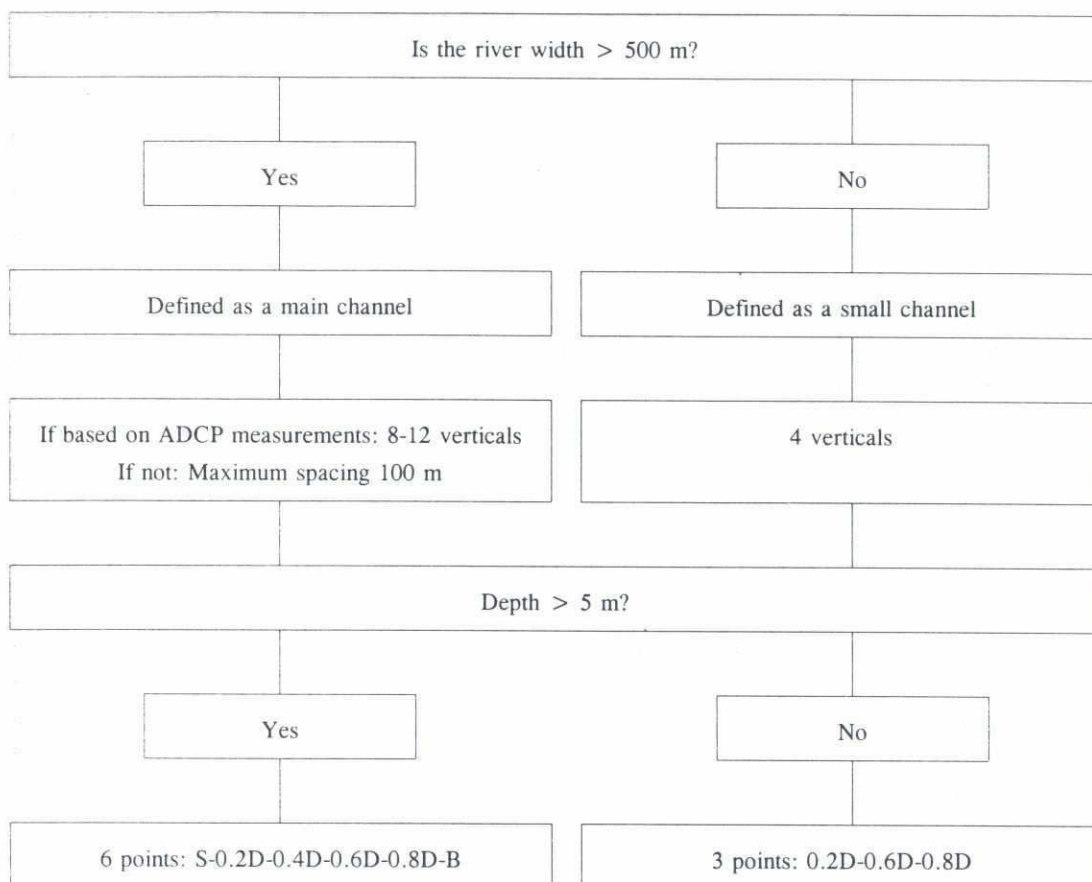 Is the river width > 500 m?
Yes
No
Defined as a main channel
Defined as a small channel
If based on ADCP measurements: 8-12 verticals
If not: Maximum spacing 100 m
4 verticals
Depth > 5 m?
Yes
No
6 points: S-0.2D-0.4D-0.6D-0.8D-B
3 points: 0.2D-0.6D-0.8D